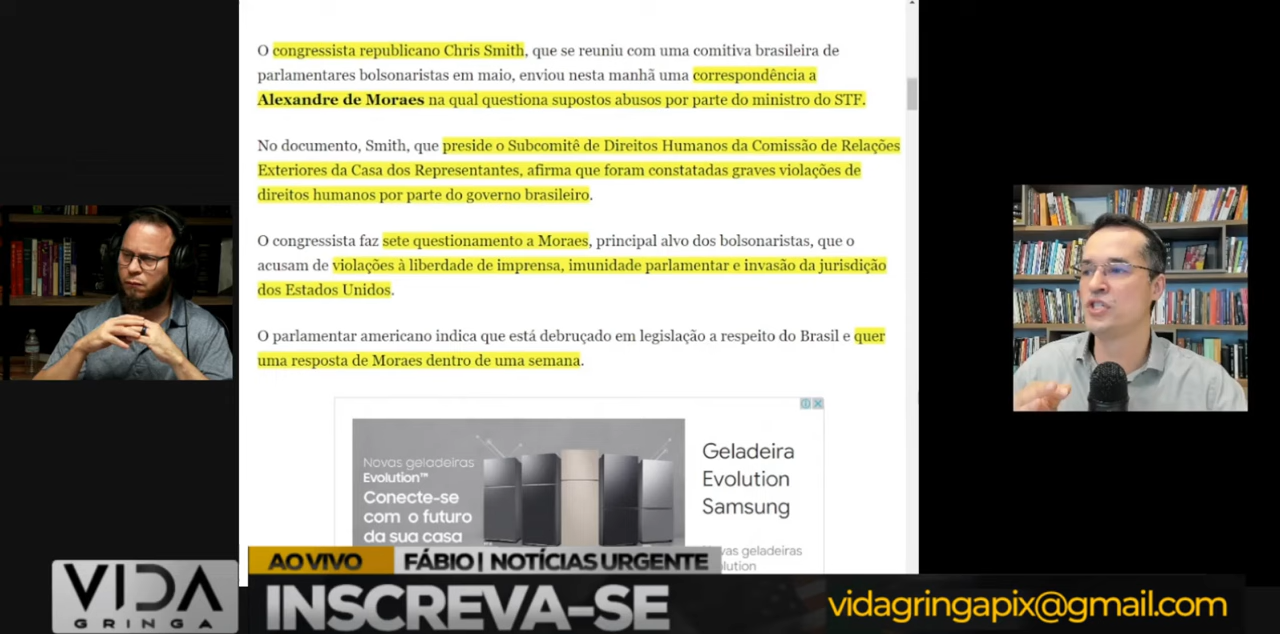 O congressista republicano Chris Smith, que se reuniu com uma comitiva brasileira de
parlamentares bolsonaristas em maio, enviou nesta manhã uma correspondência a
Alexandre de Moraes na qual questiona supostos abusos por parte do ministro do STF.
No documento, Smith, que preside o Subcomitê de Direitos Humanos da Comissão de Relações
Exteriores da Casa dos Representantes, afirma que foram constatadas graves violações de
direitos humanos por parte do governo brasileiro.
O congressista faz sete questionamento a Moraes, principal alvo dos bolsonaristas, que o
acusam de violações à liberdade de imprensa, imunidade parlamentar e invasão da jurisdição
dos Estados Unidos.
O parlamentar americano indica que está debruçado em legislação a respeito do Brasil e quer
uma resposta de Moraes dentro de uma semana.
Novas geladeiras
Evolution™
Conecte-se
com o futuro
da sua casa
Geladeira
Evolution
Samsung
geladeiras
AO VIVO
FÁBIO | NOTÍCIAS URGENTE
VIDA
GRINGA
INSCREVA-SE
vidagringapix@gmail.com